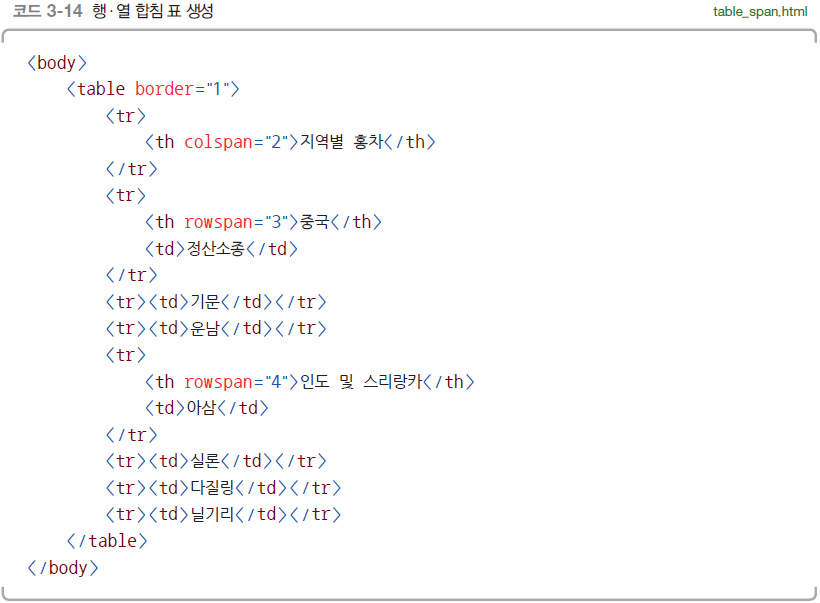 코드 3-14 행·열 합침 표 생성 table_span.html
<body>
<table border="1">
<tr>
<th colspan="2">지역별 홍차</th>
</tr>
<tr>
<th rowspan="3">중국</th>
<td>정산소종</td>
</tr>
<tr><td>기문</td></tr>
<tr><td>운남</td></tr>
<tr>
<th rowspan="4">인도 및 스리랑카</th>
<td>아삼</td>
</tr>
<tr><td>실론</td></tr>
<tr><td>다질링</td></tr>
<tr><td>닐기리</td></tr>
</table>
</body>